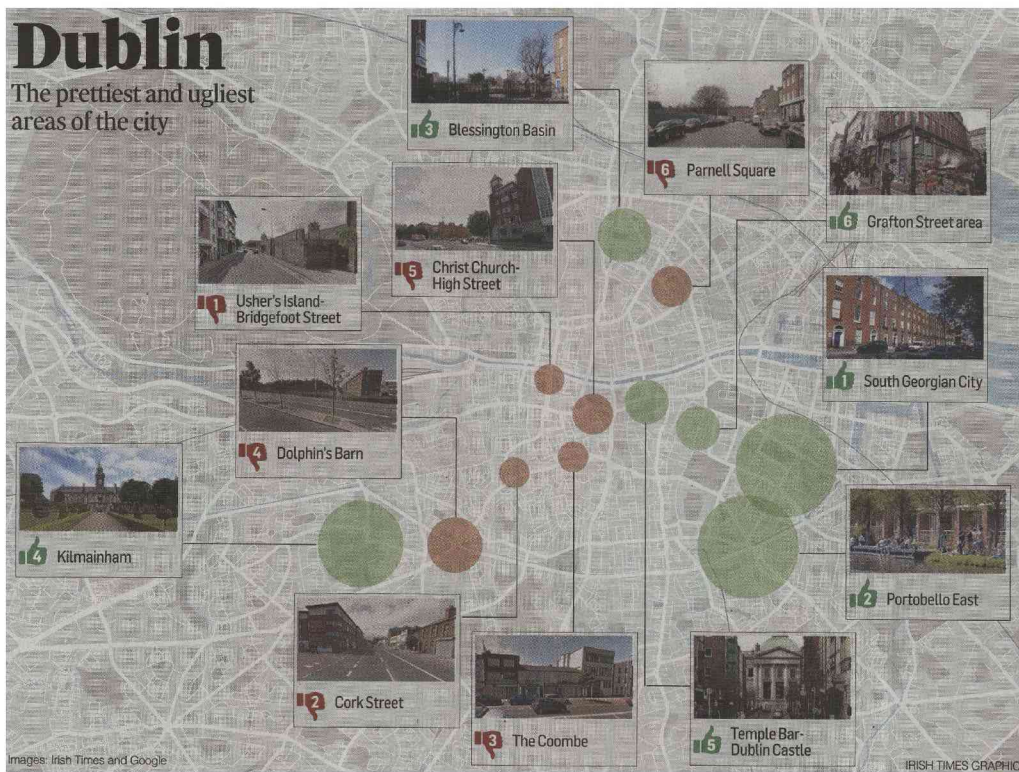 Dublin
The prettiest and ugliest
areas of the city
3 Blessington Basin
6 Parnell Square
6 Grafton Street area
5 Christ Church-
High Street
1 Usher's Island-
Bridgefoot Street
1 South Georgian City
4 Dolphin's Barn
4 Kilmainham
2 Portobello East
2 Cork Street
3 The Coombe
5 Temple Bar-
Dublin Castle
Images: Irish Times and Google
IRISH TIMES GRAPHIC